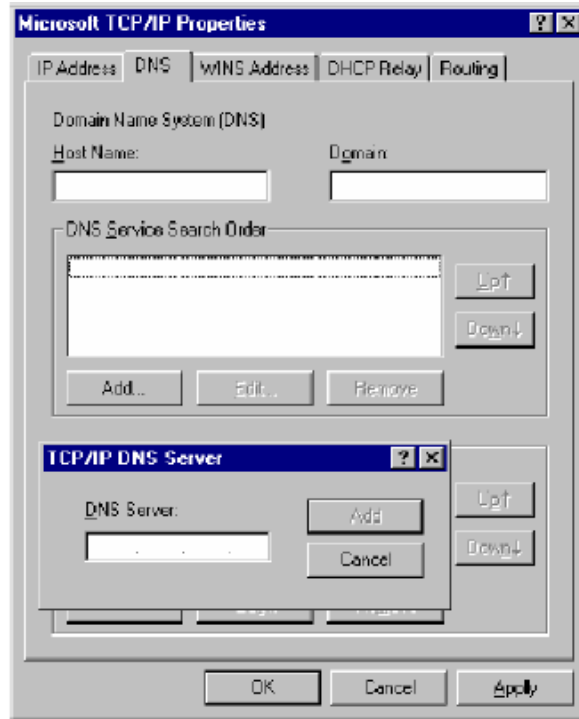 Microsoft TCP/IP Properties
IP Address DNS WINS Address DHCP Relay Routing
Domain Name System (DNS)
Host Name: Domain:
DNS Service Search Order
Up↑
Down↓
Add... Edit... Remove
TCP/IP DNS Server
DNS Server:
Add
Cancel
Up↑
Down↓
OK Cancel Apply